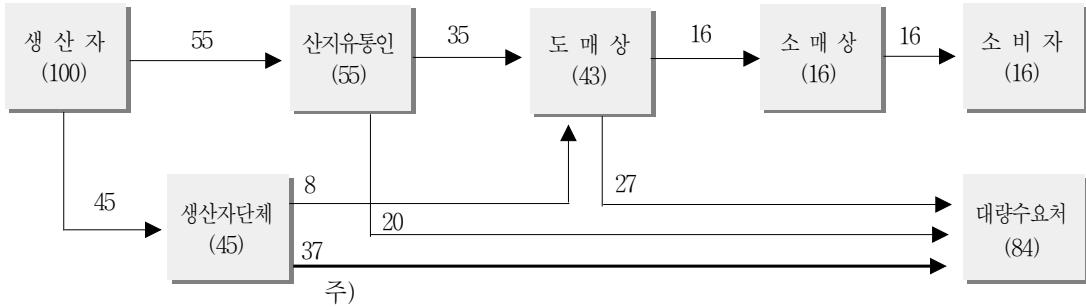 생 산 자
(100)
55
산지유통인
(55)
35
도 매 상
(43)
16
소 매 상
(16)
16
소 비 자
(16)
45
생산자단체
(45)
8
20
37
27
대량수요처
(84)
주)